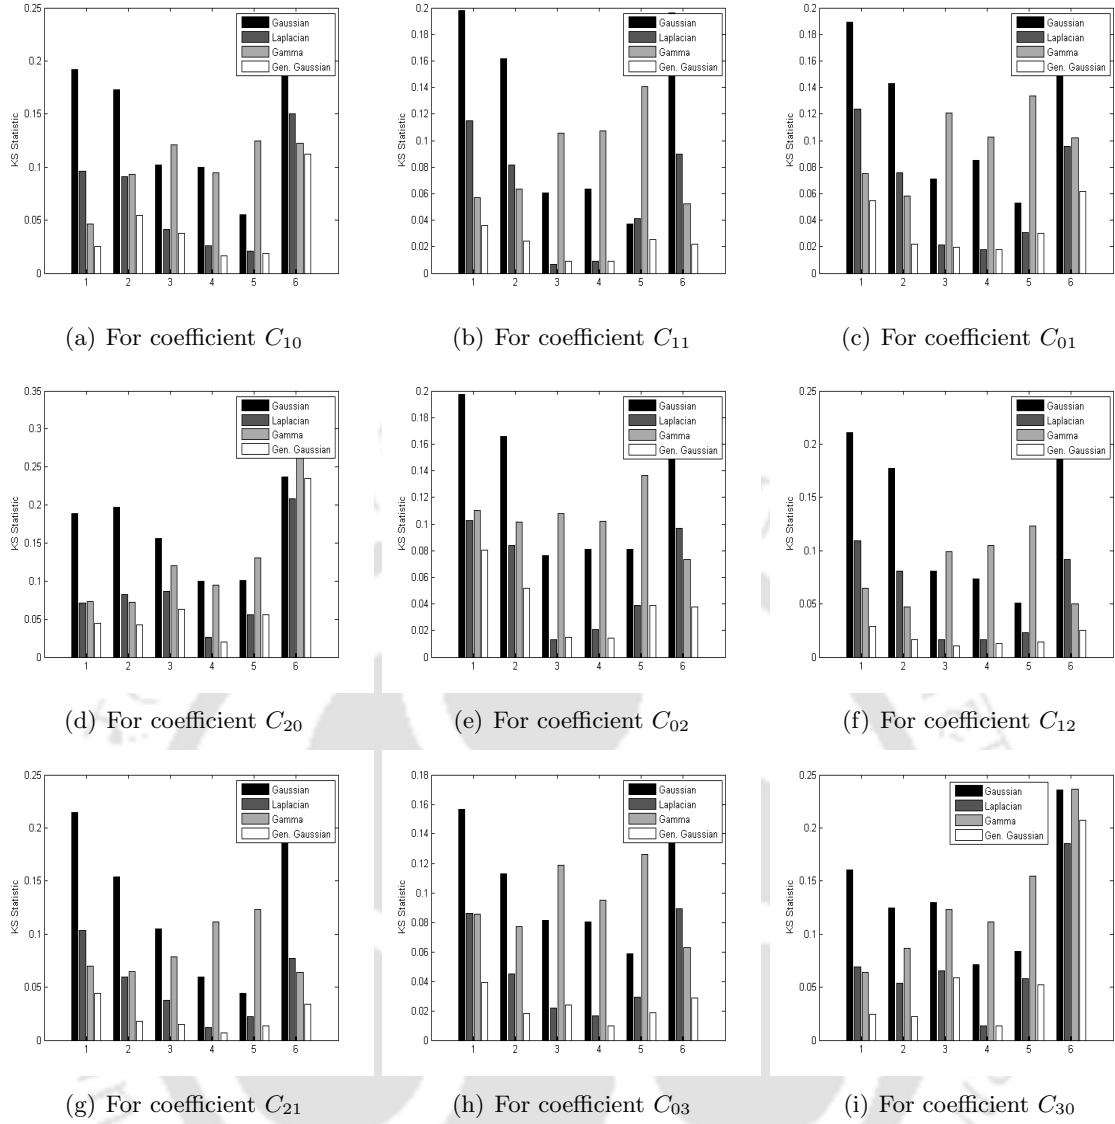 0.25
0.2
0.15
0.1
0.05
0
KS Statistic
Gaussian
Laplacian
Gamma
Gen. Gaussian
1 2 3 4 5 6
(a) For coefficient C10
0.2
0.18
0.16
0.14
0.12
0.1
0.08
0.06
0.04
0.02
0
KS Statistic
Gaussian
Laplacian
Gamma
Gen. Gaussian
1 2 3 4 5 6
(b) For coefficient C11
0.2
0.18
0.16
0.14
0.12
0.1
0.08
0.06
0.04
0.02
0
KS Statistic
Gaussian
Laplacian
Gamma
Gen. Gaussian
1 2 3 4 5 6
(c) For coefficient C01
0.35
0.3
0.25
0.2
0.15
0.1
0.05
0
KS Statistic
Gaussian
Laplacian
Gamma
Gen. Gaussian
1 2 3 4 5 6
(d) For coefficient C20
0.2
0.18
0.16
0.14
0.12
0.1
0.08
0.06
0.04
0.02
0
KS Statistic
Gaussian
Laplacian
Gamma
Gen. Gaussian
1 2 3 4 5 6
(e) For coefficient C02
0.25
0.2
0.15
0.1
0.05
0
KS Statistic
Gaussian
Laplacian
Gamma
Gen. Gaussian
1 2 3 4 5 6
(f) For coefficient C12
0.25
0.2
0.15
0.1
0.05
0
KS Statistic
Gaussian
Laplacian
Gamma
Gen. Gaussian
1 2 3 4 5 6
(g) For coefficient C21
0.18
0.16
0.14
0.12
0.1
0.08
0.06
0.04
0.02
0
KS Statistic
Gaussian
Laplacian
Gamma
Gen. Gaussian
1 2 3 4 5 6
(h) For coefficient C03
0.25
0.2
0.15
0.1
0.05
0
KS Statistic
Gaussian
Laplacian
Gamma
Gen. Gaussian
1 2 3 4 5 6
(i) For coefficient C30